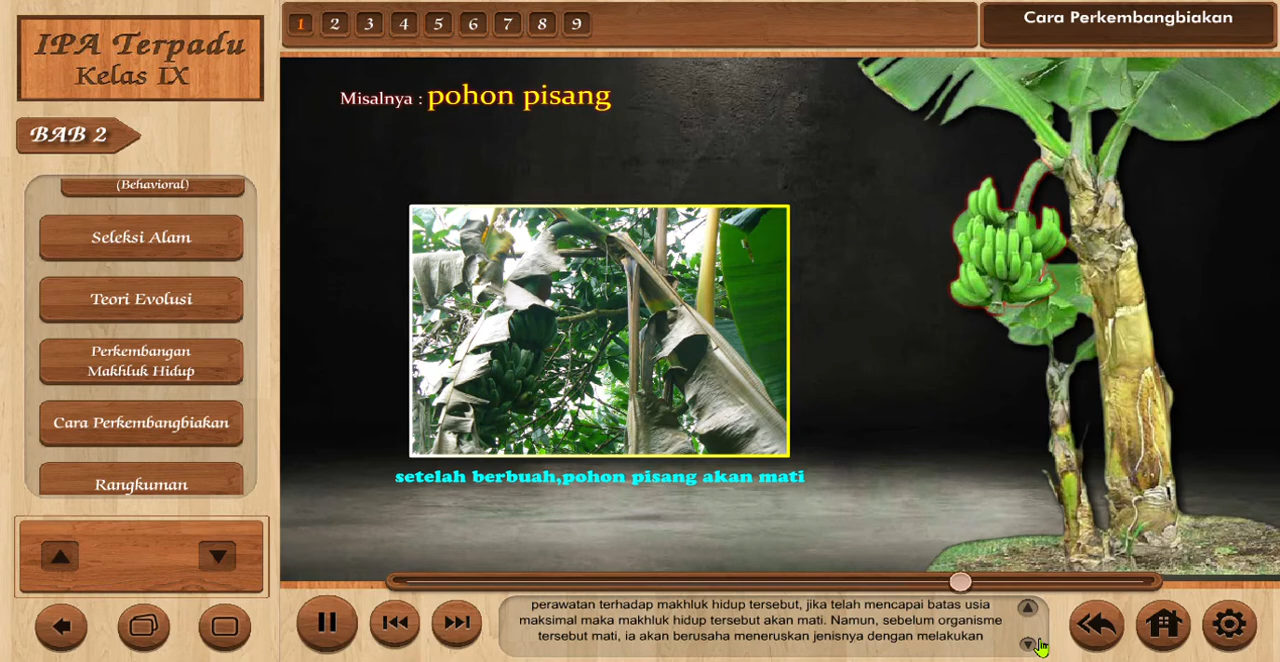 IPA Terpadu
Kelas IX
BAB 2
(Behavioral)
Seleksi Alam
Teori Evolusi
Perkembangan
Makhluk Hidup
Cara Perkembangbiakan
Rangkuman
1 2 3 4 5 6 7 8 9
Cara Perkembangbiakan
Misalnya : pohon pisang
setelah berbuah,pohon pisang akan mati
perawatan terhadap makhluk hidup tersebut, jika telah mencapai batas usia
maksimal maka makhluk hidup tersebut akan mati. Namun, sebelum organisme
tersebut mati, ia akan berusaha meneruskan jenisnya dengan melakukan